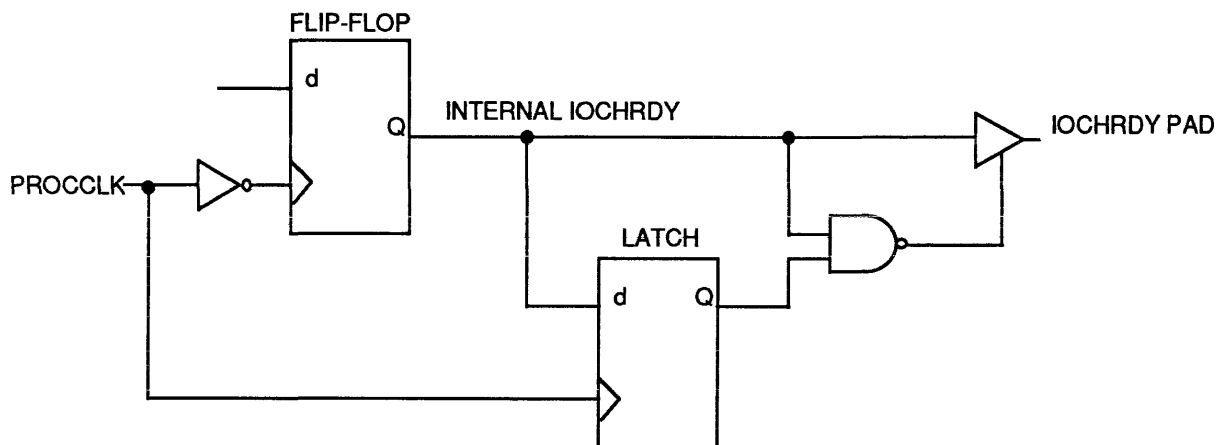 FLIP-FLOP
d
Q
INTERNAL IOCHRDY
IOCHRDY PAD
PROCCLK
LATCH
d
Q